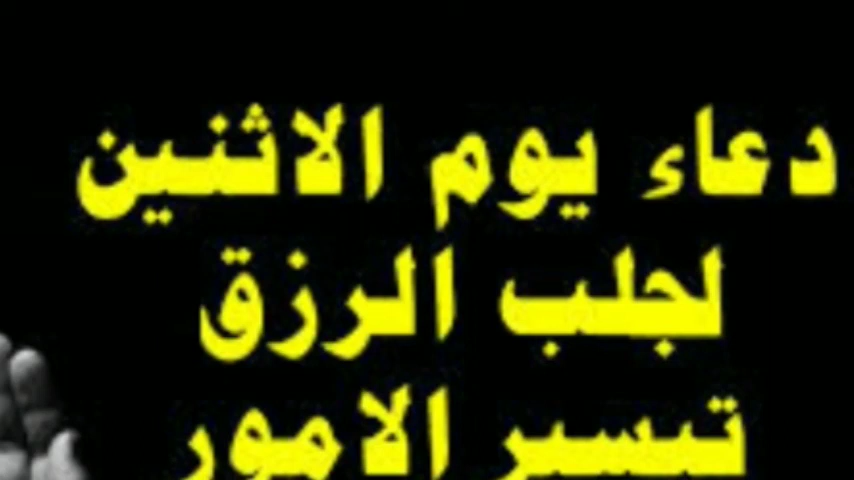 دعاء يوم الاثنين
لجلب الرزق
تيسير الامور